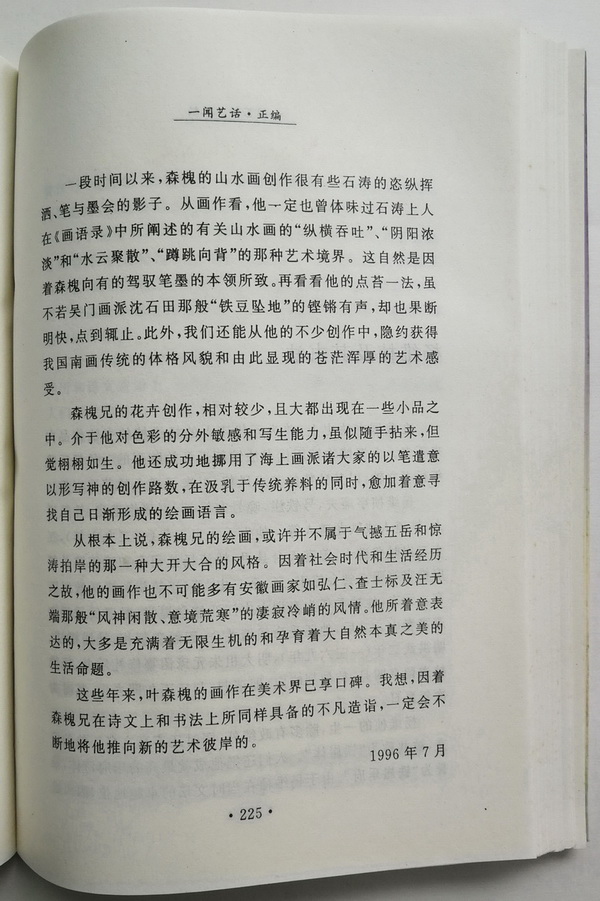 一闻艺话·正编
一段时间以来，森槐的山水画创作很有些石涛的恣纵挥
洒、笔与墨会的影子。从画作看，他一定也曾体味过石涛上人
在《画语录》中所阐述的有关山水画的“纵横吞吐”、“阴阳浓
淡”和“水云聚散”、“蹲跳向背”的那种艺术境界。这自然是因
着森槐向有的驾驭笔墨的本领所致。再看看他的点苔一法，虽
不若吴门画派沈石田那般“铁豆坠地”的铿锵有声，却也果断
明快，点到辄止。此外，我们还能从他的不少创作中，隐约获得
我国南画传统的体格风貌和由此显现的苍茫浑厚的艺术感
受。
森槐兄的花卉创作，相对较少，且大都出现在一些小品之
中。介于他对色彩的分外敏感和写生能力，虽似随手拈来，但
觉栩栩如生。他还成功地挪用了海上画派诸大家的以笔遣意
以形写神的创作路数，在汲乳于传统养料的同时，愈加着意寻
找自己日渐形成的绘画语言。
从根本上说，森槐兄的绘画，或许并不属于气撼五岳和惊
涛拍岸的那一种大开大合的风格。因着社会时代和生活经历
之故，他的画作也不可能多有安徽画家如弘仁、查士标及汪无
端那般“风神闲散、意境荒寒”的凄寂冷峭的风情。他所着意表
达的，大多是充满着无限生机的和孕育着大自然本真之美的
生活命题。
这些年来，叶森槐的画作在美术界已享口碑。我想，因着
森槐兄在诗文上和书法上所同样具备的不凡造诣，一定会不
断地将他推向新的艺术彼岸的。
1996年7月
·225·